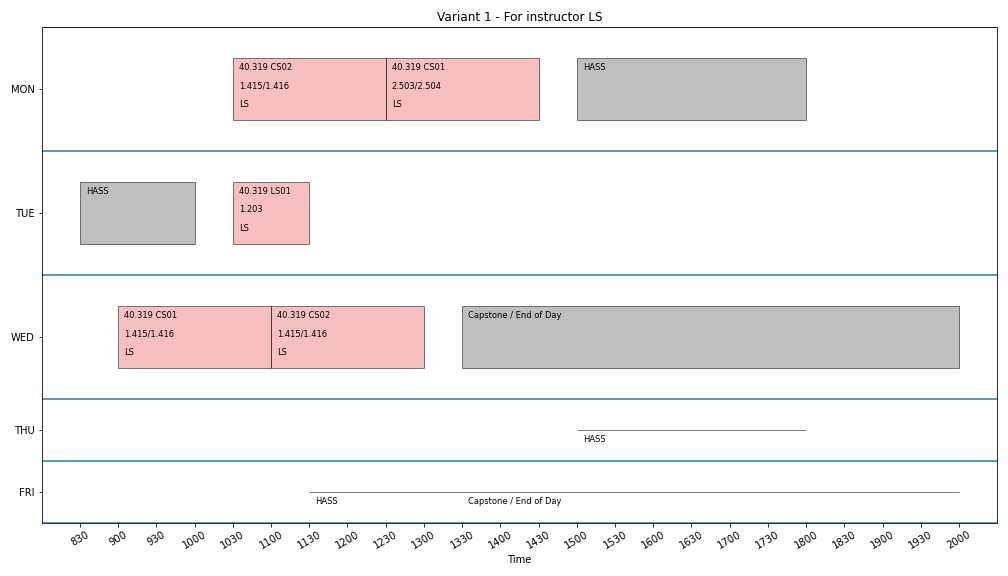 Variant 1 - For instructor LS
MON
40.319 CS02
1.415/1.416
LS
40.319 CS01
2.503/2.504
LS
HASS
TUE
HASS
40.319 LS01
1.203
LS
WED
40.319 CS01
1.415/1.416
LS
40.319 CS02
1.415/1.416
LS
Capstone / End of Day
THU
HASS
FRI
HASS
Capstone / End of Day
830 900 930 1000 1030 1100 1130 1200 1230 1300 1330 1400 1430 1500 1530 1600 1630 1700 1730 1800 1830 1900 1930 2000
Time